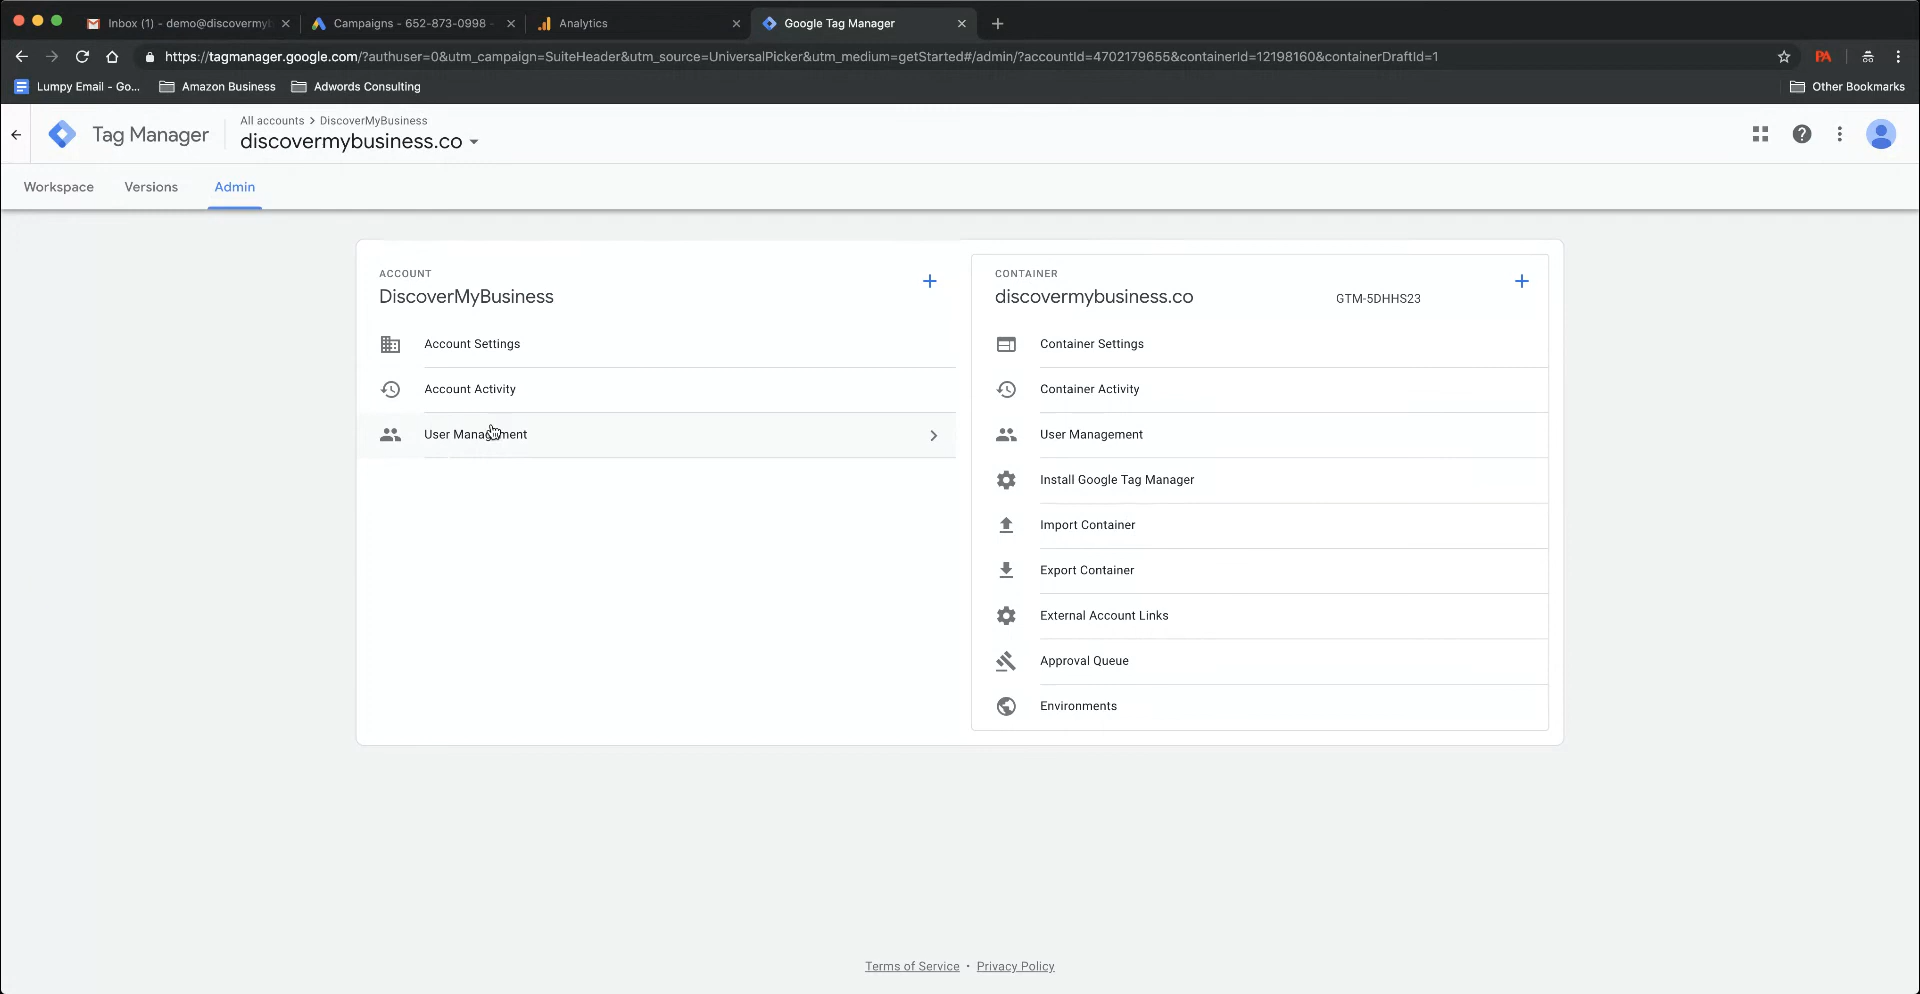 Inbox (1) - demo@discovermyb
Campaigns - 652-873-0998 -
Analytics
Google Tag Manager
https://tagmanager.google.com/?authuser=0&utm_campaign=SuiteHeader&utm_source=UniversalPicker&utm_medium=getStarted#/admin/?accountId=4702179655&containerId=12198160&containerDraftId=1
PA
Lumpy Email - Go...
Amazon Business
Adwords Consulting
Other Bookmarks
Tag Manager
All accounts > DiscoverMyBusiness
discovermybusiness.co
Workspace
Versions
Admin
ACCOUNT
DiscoverMyBusiness
Account Settings
Account Activity
User Management
CONTAINER
discovermybusiness.co
GTM-5DHHS23
Container Settings
Container Activity
User Management
Install Google Tag Manager
Import Container
Export Container
External Account Links
Approval Queue
Environments
Terms of Service · Privacy Policy